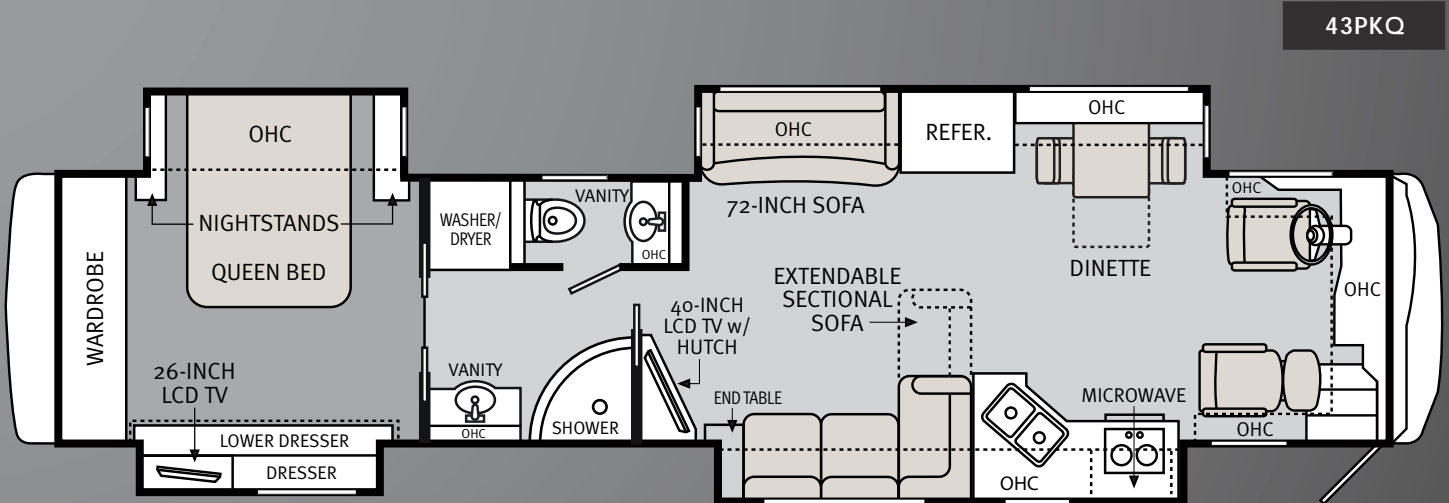 43PKQ
OHC
NIGHTSTANDS
QUEEN BED
WARDROBE
26-INCH
LCD TV
LOWER DRESSER
DRESSER
WASHER/
DRYER
VANITY
OHC
VANITY
OHC
SHOWER
40-INCH
LCD TV w/
HUTCH
OHC
72-INCH SOFA
REFER.
OHC
DINETTE
EXTENDABLE
SECTIONAL
SOFA
END TABLE
MICROWAVE
OHC
OHC
OHC
OHC